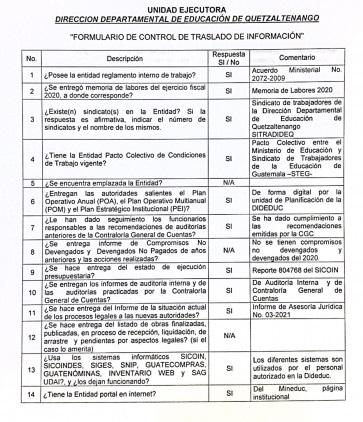 UNIDAD EJECUTORA
DIRECCION DEPARTAMENTAL DE EDUCACIÓN DE QUETZALTENANGO
"FORMULARIO DE CONTROL DE TRASLADO DE INFORMACIÓN"
No. Descripción Respuesta SI / No Comentario
1 ¿Posee la entidad reglamento interno de trabajo? SI Acuerdo Ministerial No. 2072-2009
2 ¿Se entregó memoria de labores del ejercicio fiscal 2020, a donde corresponde? SI Memoria de Labores 2020
3 ¿Existe(n) sindicato(s) en la Entidad? Si la respuesta es afirmativa, indicar el número de sindicatos y el nombre de los mismos. SI Sindicato de trabajadores de la Dirección Departamental de Educación de Quetzaltenango SITRADIDEQ
4 ¿Tiene la Entidad Pacto Colectivo de Condiciones de Trabajo vigente? SI Pacto Colectivo entre el Ministerio de Educación y Sindicato de Trabajadores de la Educación de Guatemala –STEG-
5 ¿Se encuentra emplazada la Entidad? N/A
6 ¿Entregan las autoridades salientes el Plan Operativo Anual (POA), el Plan Operativo Multianual (POM) y el Plan Estratégico Institucional (PEI)? SI De forma digital por la unidad de Planificación de la DIDEDUC
7 ¿Le han dado seguimiento los funcionarios responsables a las recomendaciones de auditorías anteriores de la Contraloría General de Cuentas? SI Se ha dado cumplimiento a las recomendaciones emitidas por la CGC
8 ¿Se entrega informe de Compromisos No Devengados y Devengados No Pagados de años anteriores y las acciones realizadas? N/A No se tienen compromisos no devengados y devengados del 2020.
9 ¿Se hace entrega del estado de ejecución presupuestaria? SI Reporte 804768 del SICOIN
10 ¿Se entregan los informes de auditoría interna y de las auditorías practicadas por la Contraloría General de Cuentas? SI De Auditoría Interna y de Contraloría General de Cuentas
11 ¿Se hace entrega del Informe de la situación actual de los procesos legales a las nuevas autoridades? SI Informe de Asesoría Jurídica No. 03-2021
12 ¿Se hace entrega del listado de obras finalizadas, publicadas, en proceso de recepción, liquidación, de arrastre y pendientes por aspectos legales? (si el caso lo amerita) N/A
13 ¿Usa los sistemas informáticos SICOIN, SICOINDES, SIGES, SNIP, GUATECOMPRAS, GUATENÓMINAS, INVENTARIO WEB y SAG UDAI?, y ¿los dejan funcionando? SI Los diferentes sistemas son utilizados por el personal autorizado en la Dideduc.
14 ¿Tiene la Entidad portal en internet? SI Del Mineduc, página institucional